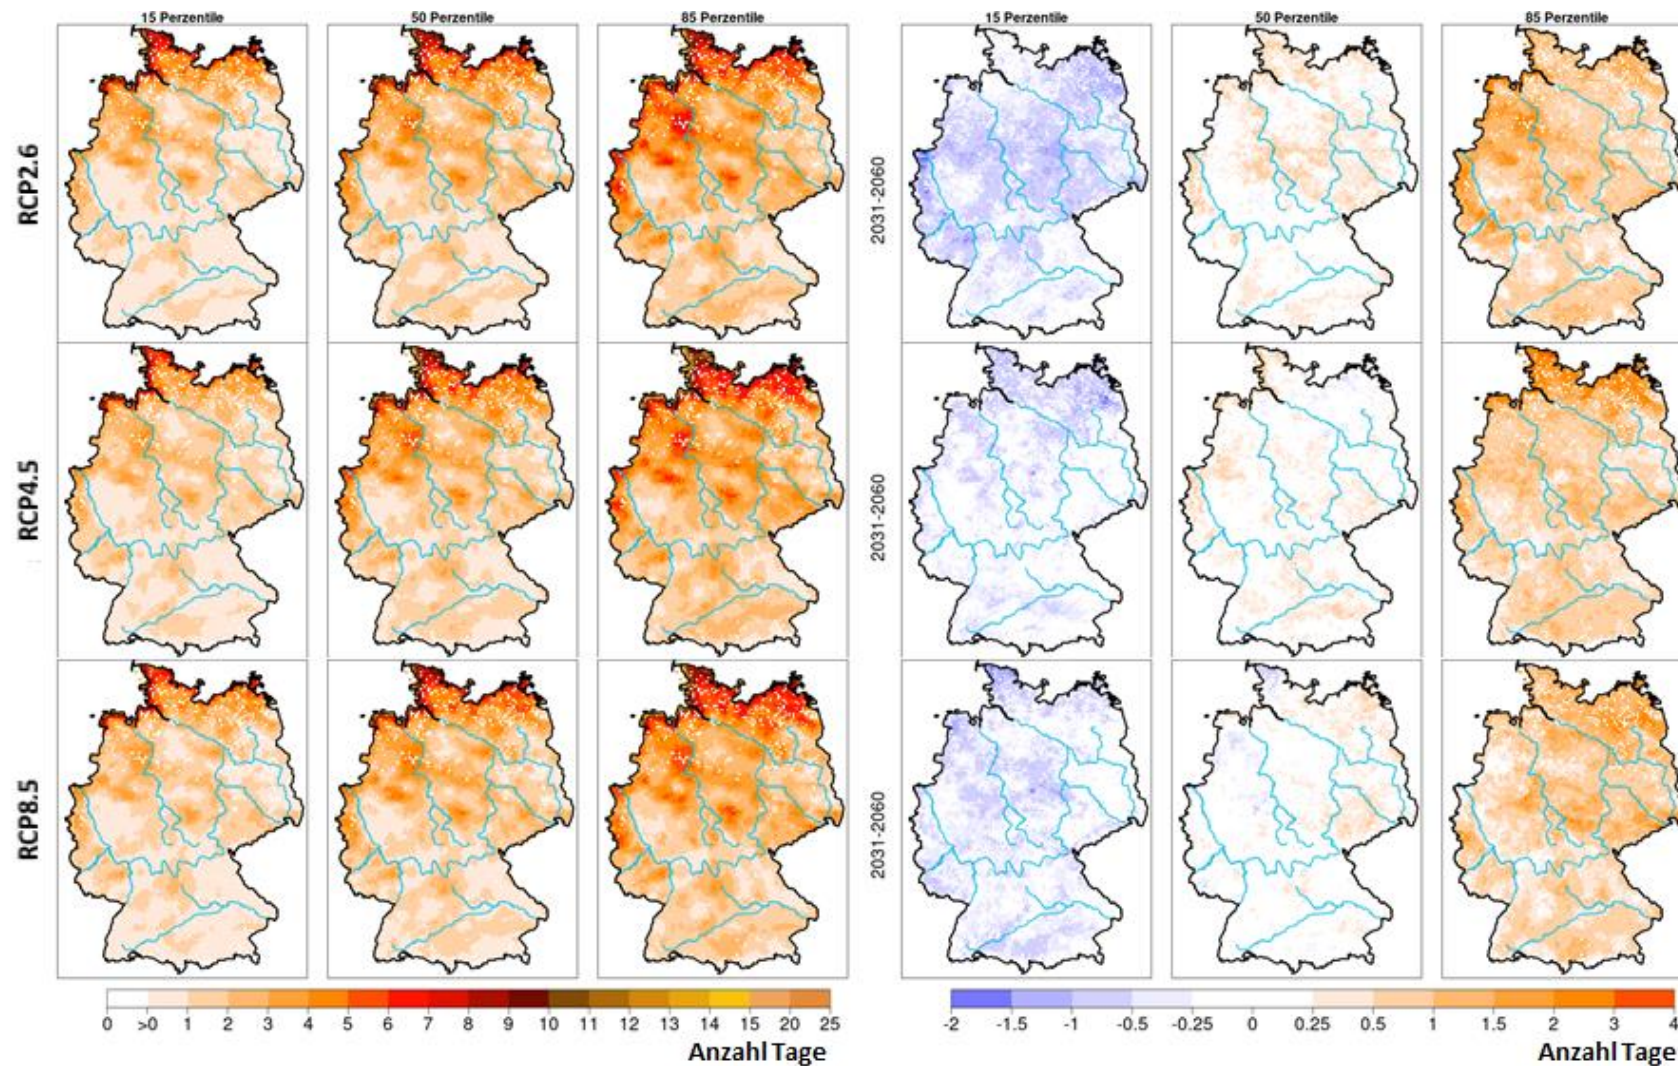 15 Perzentile 50 Perzentile 85 Perzentile 15 Perzentile 50 Perzentile 85 Perzentile
RCP2.6
2031-2060
RCP4.5
2031-2060
RCP8.5
2031-2060
0 >0 1 2 3 4 5 6 7 8 9 10 11 12 13 14 15 20 25
-2 -1.5 -1 -0.5 -0.25 0 0.25 0.5 1 1.5 2 3 4
Anzahl Tage
Anzahl Tage